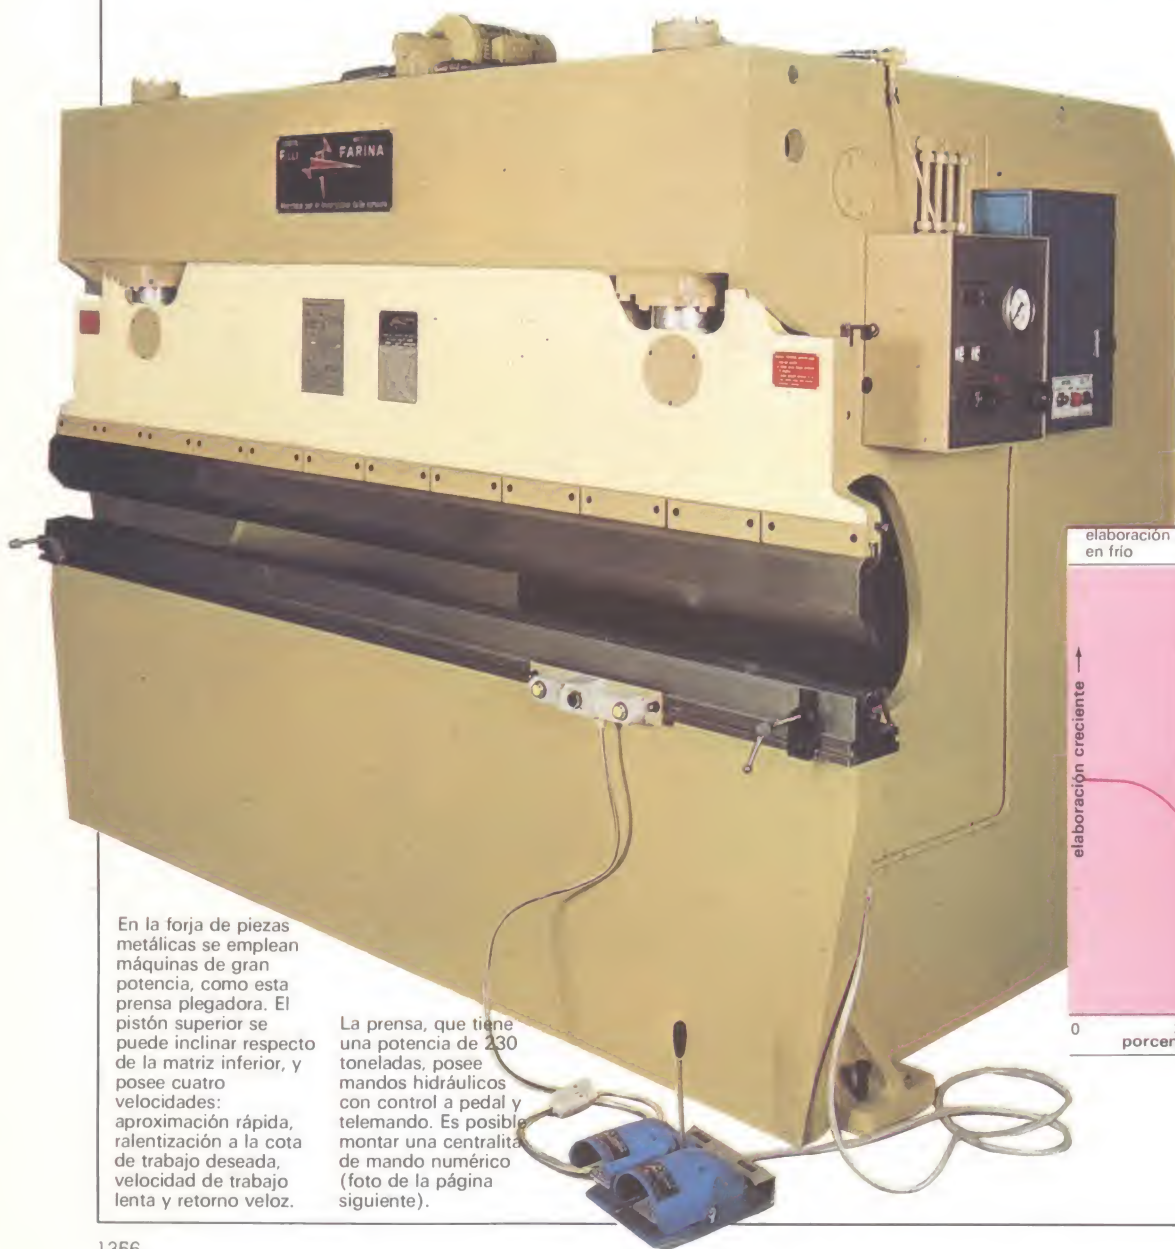 FARINA
elaboración
en frío
elaboración creciente →
0
porcen
En la forja de piezas
metálicas se emplean
máquinas de gran
potencia, como esta
prensa plegadora. El
pistón superior se
puede inclinar respecto
de la matriz inferior, y
posee cuatro
velocidades:
aproximación rápida,
ralentización a la cota
de trabajo deseada,
velocidad de trabajo
lenta y retorno veloz.
La prensa, que tiene
una potencia de 230
toneladas, posee
mandos hidráulicos
con control a pedal y
telemando. Es posible
montar una centralita
de mando numérico
(foto de la página
siguiente).
1356